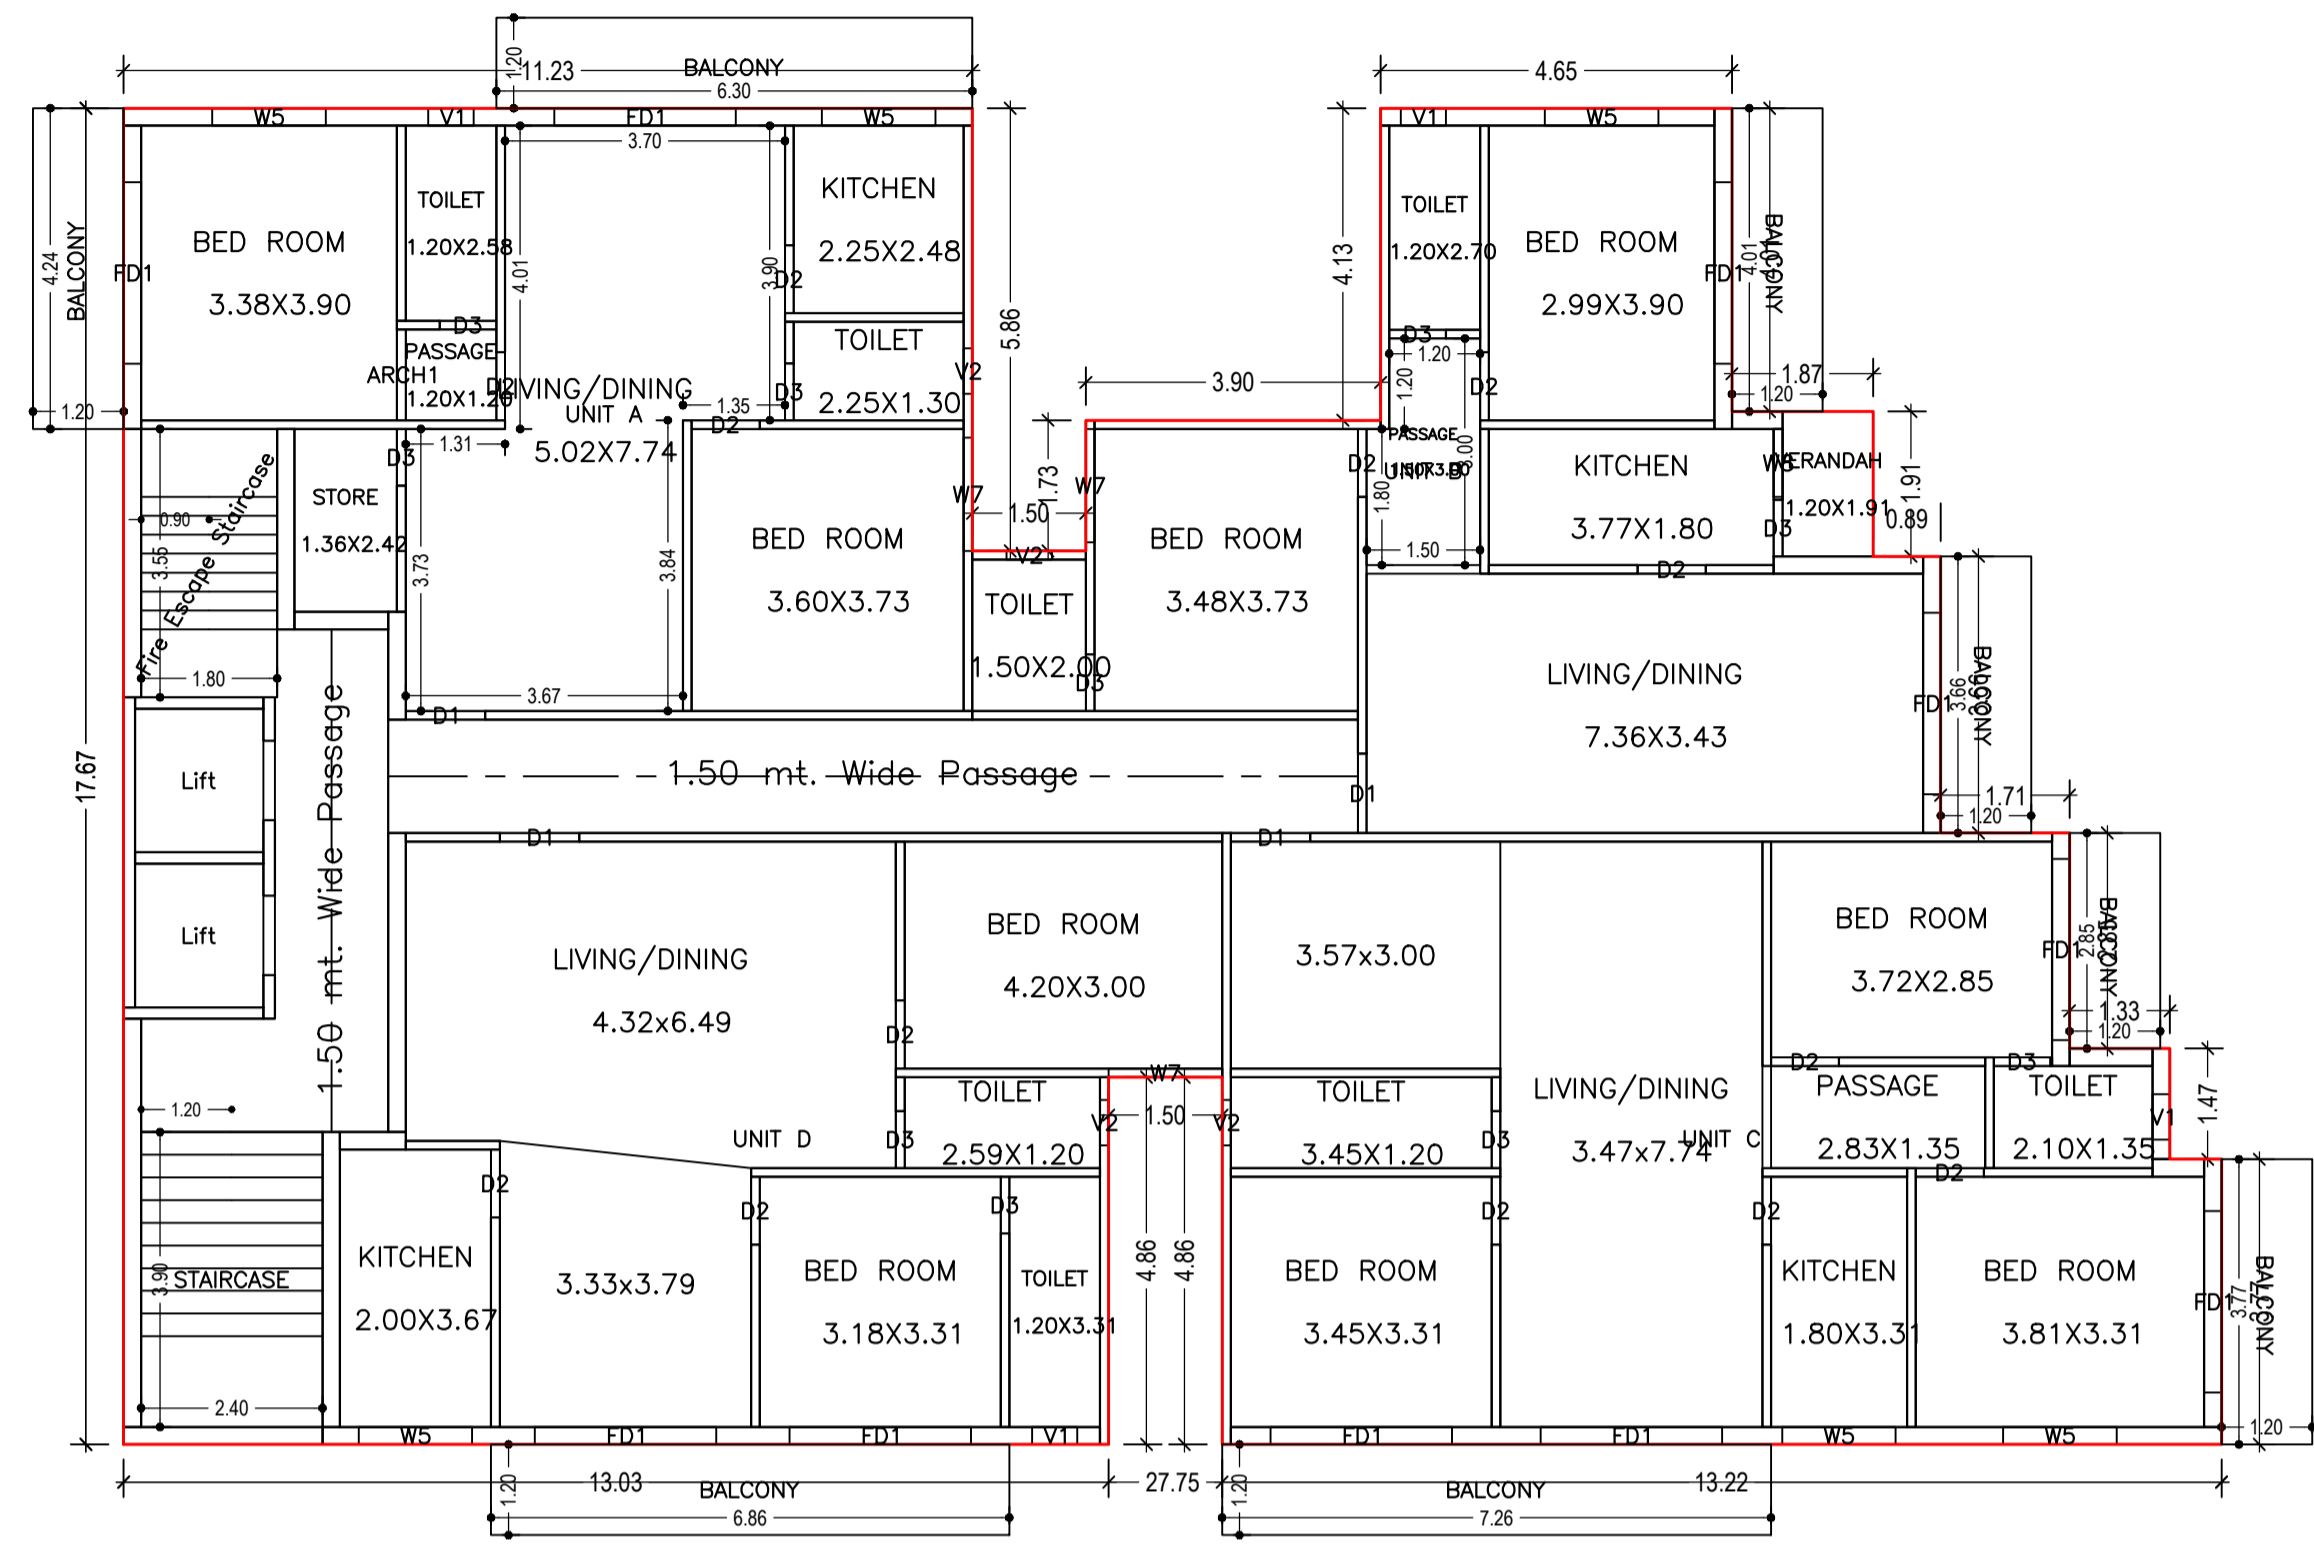 1.20
11.23
BALCONY
6.30
4.65
W5
V1
FD1
W5
V1
W5
3.70
4.24
BALCONY
FD1
BED ROOM
3.38X3.90
TOILET
1.20X2.58
4.01
3.90
D2
KITCHEN
2.25X2.48
5.86
4.13
TOILET
1.20X2.70
BED ROOM
2.99X3.90
FD1
4.01
BALCONY
D3
PASSAGE
ARCH1
1.20X1.20
D2
LIVING/DINING
UNIT A
5.02X7.74
TOILET
2.25X1.30
D3
V2
1.35
D2
3.90
D3
1.20
1.20
D2
1.87
1.20
1.20
1.31
D3
Fire Escape Staircase
0.90
3.55
1.80
STORE
1.36X2.42
3.73
3.84
3.67
D1
BED ROOM
3.60X3.73
W7
1.50
1.73
W7
V2
TOILET
1.50X2.00
D3
BED ROOM
3.48X3.73
D2
PASSAGE
1.50X3.00
UNIT B
3.00
1.80
1.50
KITCHEN
3.77X1.80
D2
VERANDAH
1.20X1.91
D3
1.91
0.89
LIVING/DINING
7.36X3.43
FD1
3.66
BALCONY
1.71
1.20
17.67
Lift
Lift
1.50 mt. Wide Passage
1.50 mt. Wide Passage
D1
D1
D1
LIVING/DINING
4.32x6.49
BED ROOM
4.20X3.00
D2
3.57x3.00
BED ROOM
3.72X2.85
FD1
2.85
BALCONY
1.33
1.20
1.20
W7
TOILET
2.59X1.20
D3
V2
1.50
V2
TOILET
3.45X1.20
D3
LIVING/DINING
3.47x7.74
UNIT C
D2
PASSAGE
2.83X1.35
D3
TOILET
2.10X1.35
V1
1.47
UNIT D
D2
D2
D3
D2
D2
D2
3.90
STAIRCASE
2.40
KITCHEN
2.00X3.67
3.33x3.79
BED ROOM
3.18X3.31
TOILET
1.20X3.31
4.86
4.86
BED ROOM
3.45X3.31
KITCHEN
1.80X3.31
BED ROOM
3.81X3.31
FD1
3.77
BALCONY
1.20
W5
FD1
FD1
V1
FD1
FD1
W5
W5
13.03
27.75
13.22
1.20
BALCONY
6.86
1.20
BALCONY
7.26